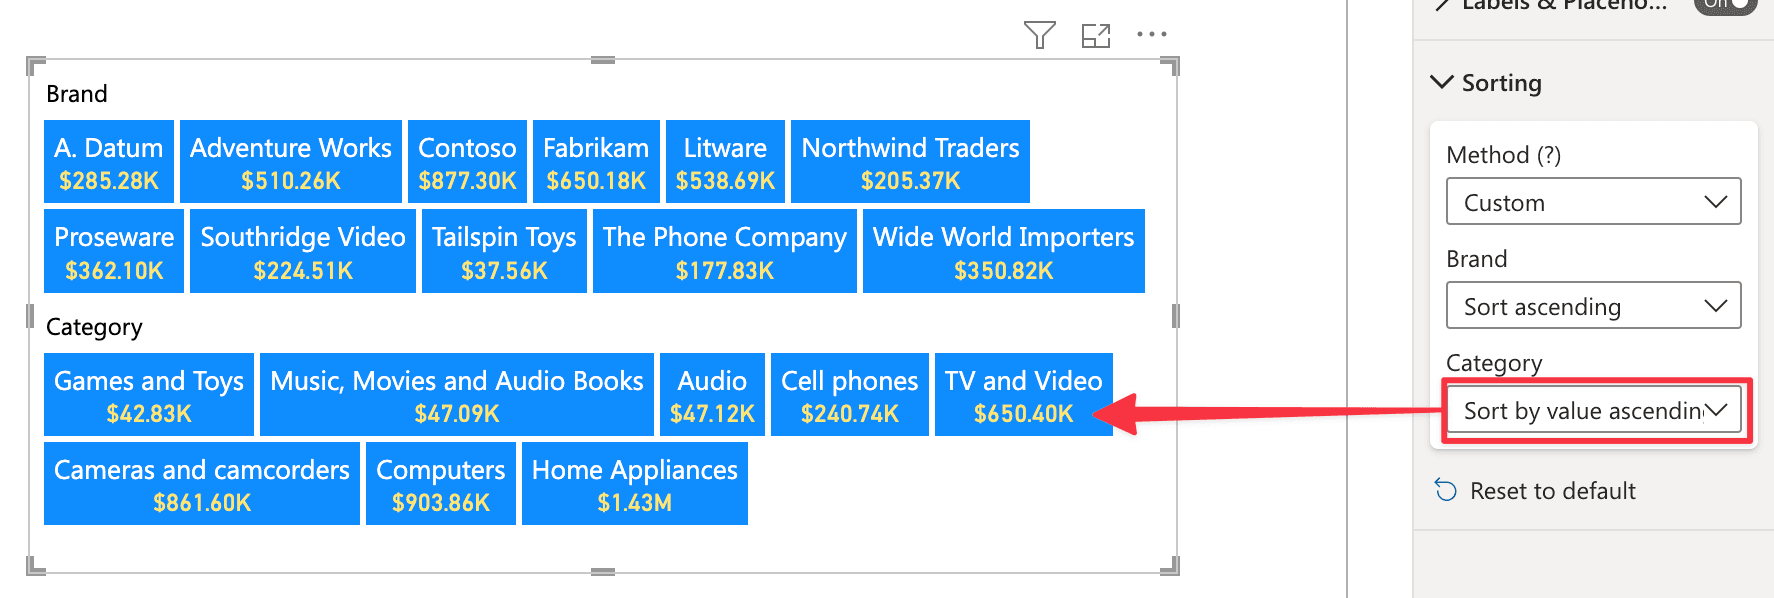 Labels & Placeho...
On
Sorting
Method (?)
Custom
Brand
Sort ascending
Category
Sort by value ascendin
Reset to default
Brand
A. Datum Adventure Works Contoso Fabrikam Litware Northwind Traders
$285.28K $510.26K $877.30K $650.18K $538.69K $205.37K
Proseware Southridge Video Tailspin Toys The Phone Company Wide World Importers
$362.10K $224.51K $37.56K $177.83K $350.82K
Category
Games and Toys Music, Movies and Audio Books Audio Cell phones TV and Video
$42.83K $47.09K $47.12K $240.74K $650.40K
Cameras and camcorders Computers Home Appliances
$861.60K $903.86K $1.43M